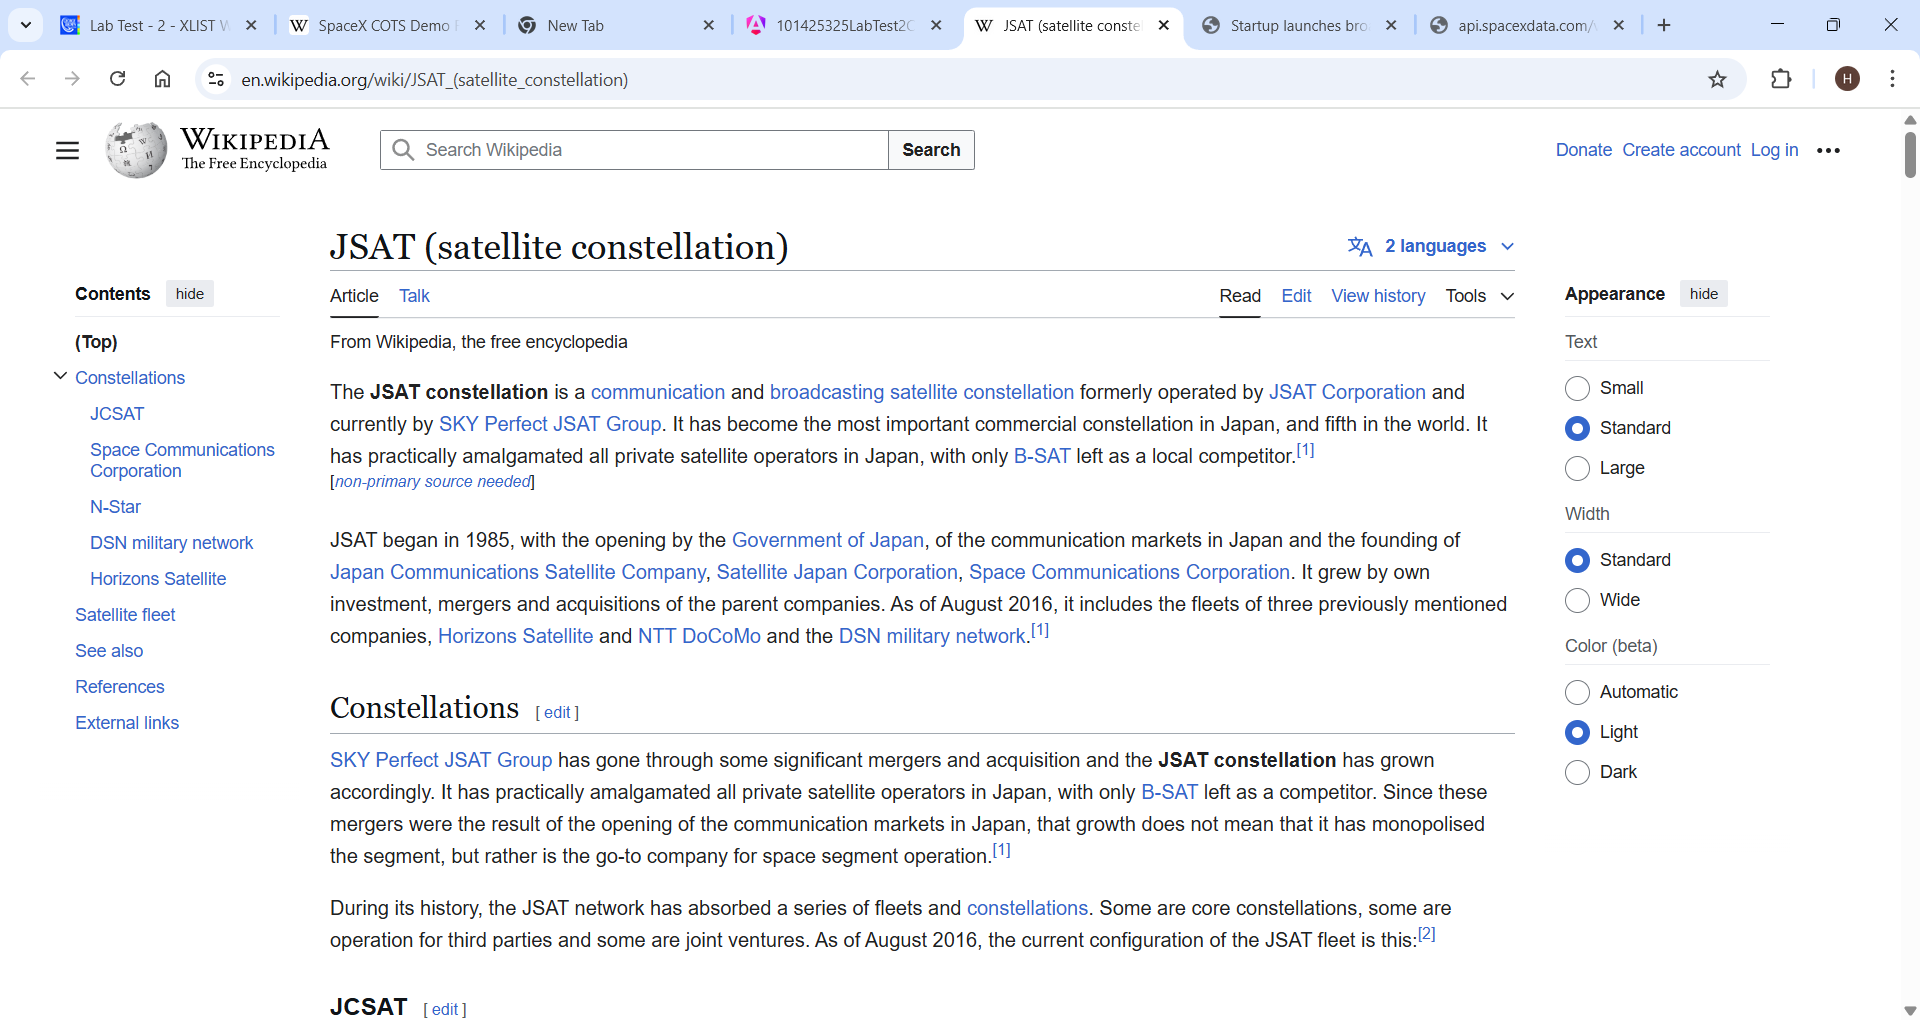 Lab Test - 2 - XLIST W
SpaceX COTS Demo F
New Tab
101425325LabTest2C
JSAT (satellite constel
Startup launches bro
api.spacexdata.com/v
en.wikipedia.org/wiki/JSAT_(satellite_constellation)
H
WIKIPEDIA
The Free Encyclopedia
Search Wikipedia
Search
Donate Create account Log in
JSAT (satellite constellation)
2 languages
Contents hide
(Top)
Constellations
JCSAT
Space Communications
Corporation
N-Star
DSN military network
Horizons Satellite
Satellite fleet
See also
References
External links
Article Talk
Read Edit View history Tools
From Wikipedia, the free encyclopedia
The JSAT constellation is a communication and broadcasting satellite constellation formerly operated by JSAT Corporation and
currently by SKY Perfect JSAT Group. It has become the most important commercial constellation in Japan, and fifth in the world. It
has practically amalgamated all private satellite operators in Japan, with only B-SAT left as a local competitor.[1]
[non-primary source needed]
JSAT began in 1985, with the opening by the Government of Japan, of the communication markets in Japan and the founding of
Japan Communications Satellite Company, Satellite Japan Corporation, Space Communications Corporation. It grew by own
investment, mergers and acquisitions of the parent companies. As of August 2016, it includes the fleets of three previously mentioned
companies, Horizons Satellite and NTT DoCoMo and the DSN military network.[1]
Constellations [ edit ]
SKY Perfect JSAT Group has gone through some significant mergers and acquisition and the JSAT constellation has grown
accordingly. It has practically amalgamated all private satellite operators in Japan, with only B-SAT left as a competitor. Since these
mergers were the result of the opening of the communication markets in Japan, that growth does not mean that it has monopolised
the segment, but rather is the go-to company for space segment operation.[1]
During its history, the JSAT network has absorbed a series of fleets and constellations. Some are core constellations, some are
operation for third parties and some are joint ventures. As of August 2016, the current configuration of the JSAT fleet is this:[2]
JCSAT [ edit ]
Appearance hide
Text
Small
Standard
Large
Width
Standard
Wide
Color (beta)
Automatic
Light
Dark